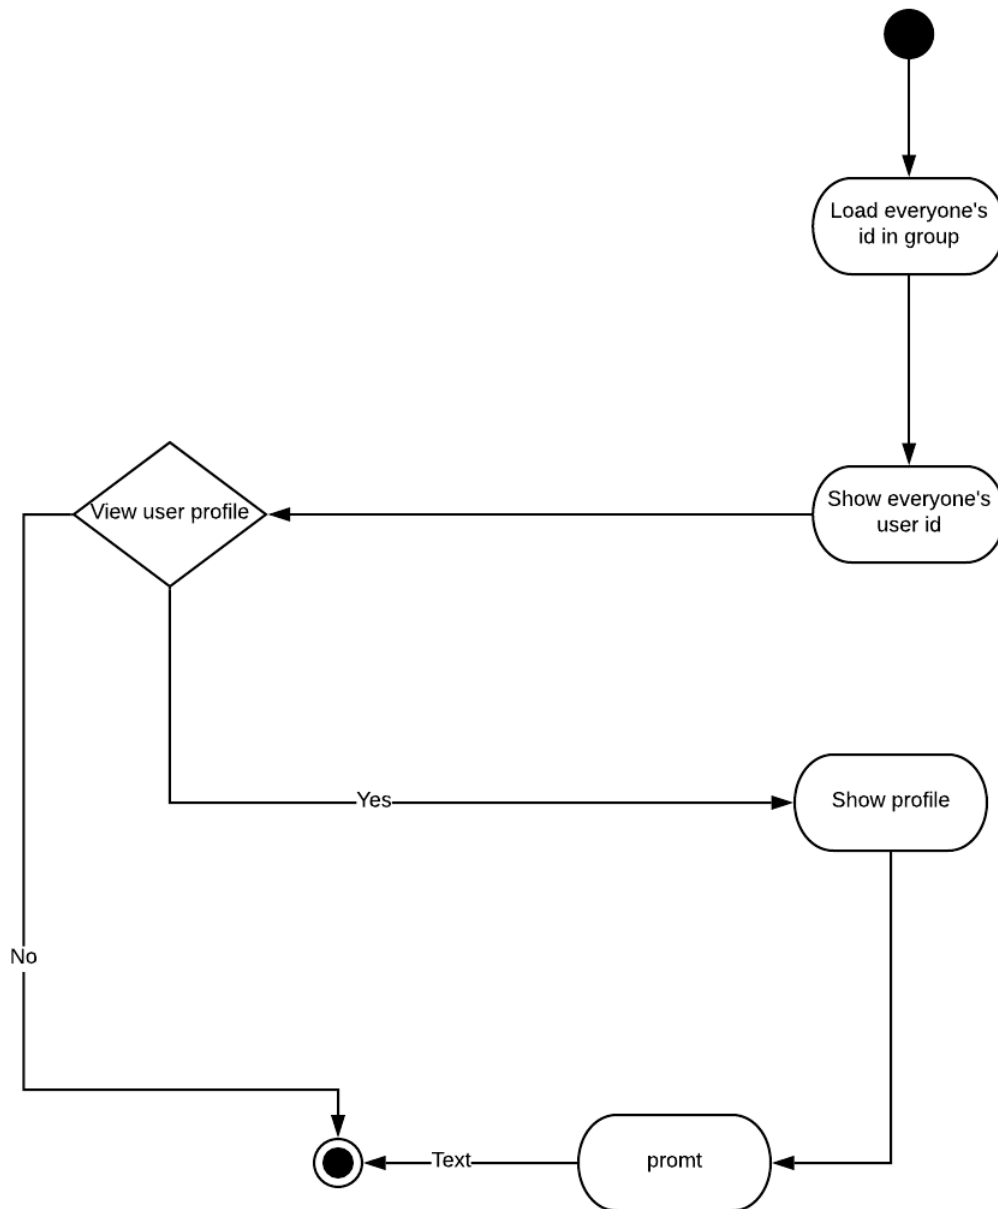 Load everyone's
id in group
Show everyone's
user id
View user profile
Yes
Show profile
No
Text
promt